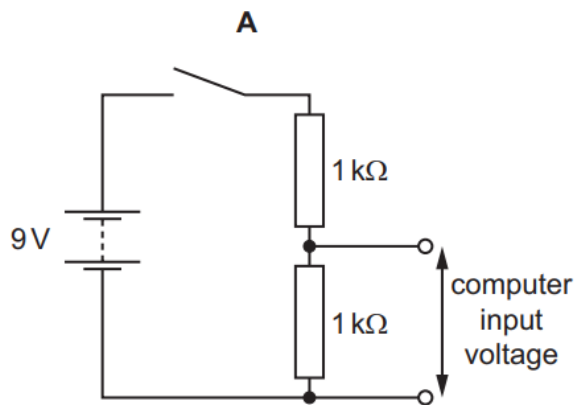 A
1 kΩ
9 V
1 kΩ
computer
input
voltage